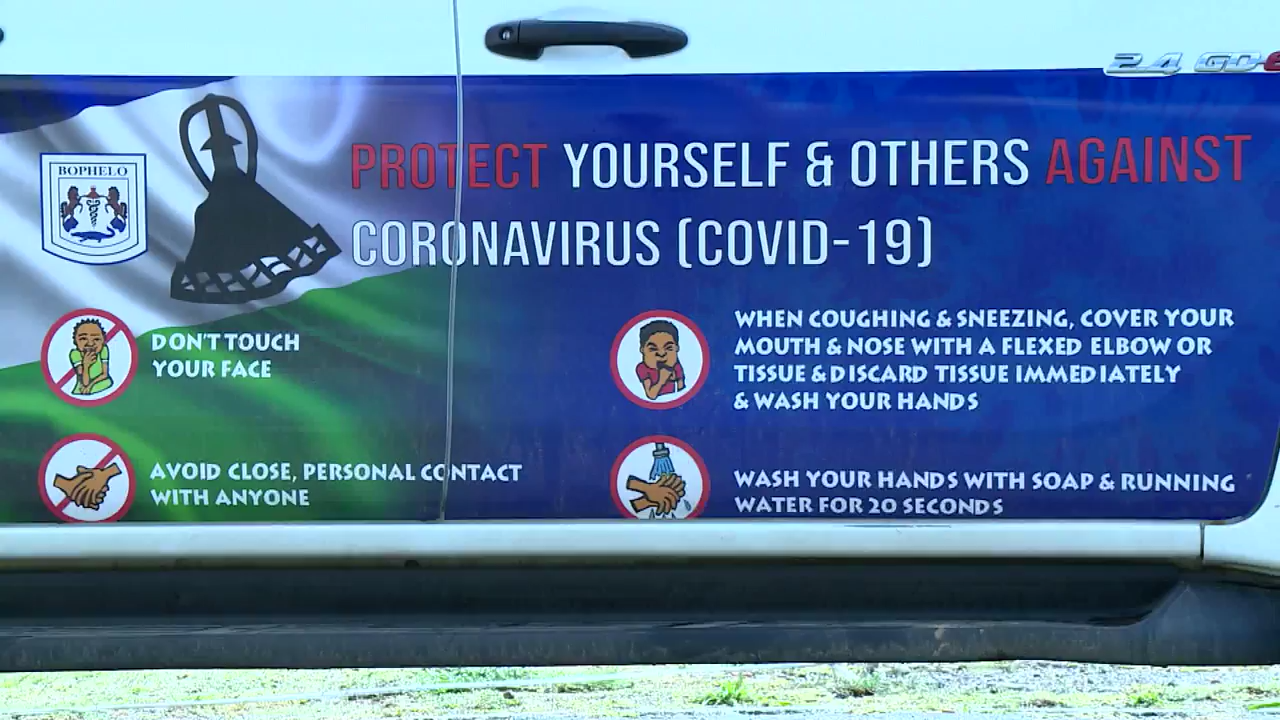 2.4 GD-6
BOPHELO
PROTECT YOURSELF & OTHERS AGAINST
CORONAVIRUS (COVID-19)
DON'T TOUCH
YOUR FACE
WHEN COUGHING & SNEEZING, COVER YOUR
MOUTH & NOSE WITH A FLEXED ELBOW OR
TISSUE & DISCARD TISSUE IMMEDIATELY
& WASH YOUR HANDS
AVOID CLOSE, PERSONAL CONTACT
WITH ANYONE
WASH YOUR HANDS WITH SOAP & RUNNING
WATER FOR 20 SECONDS